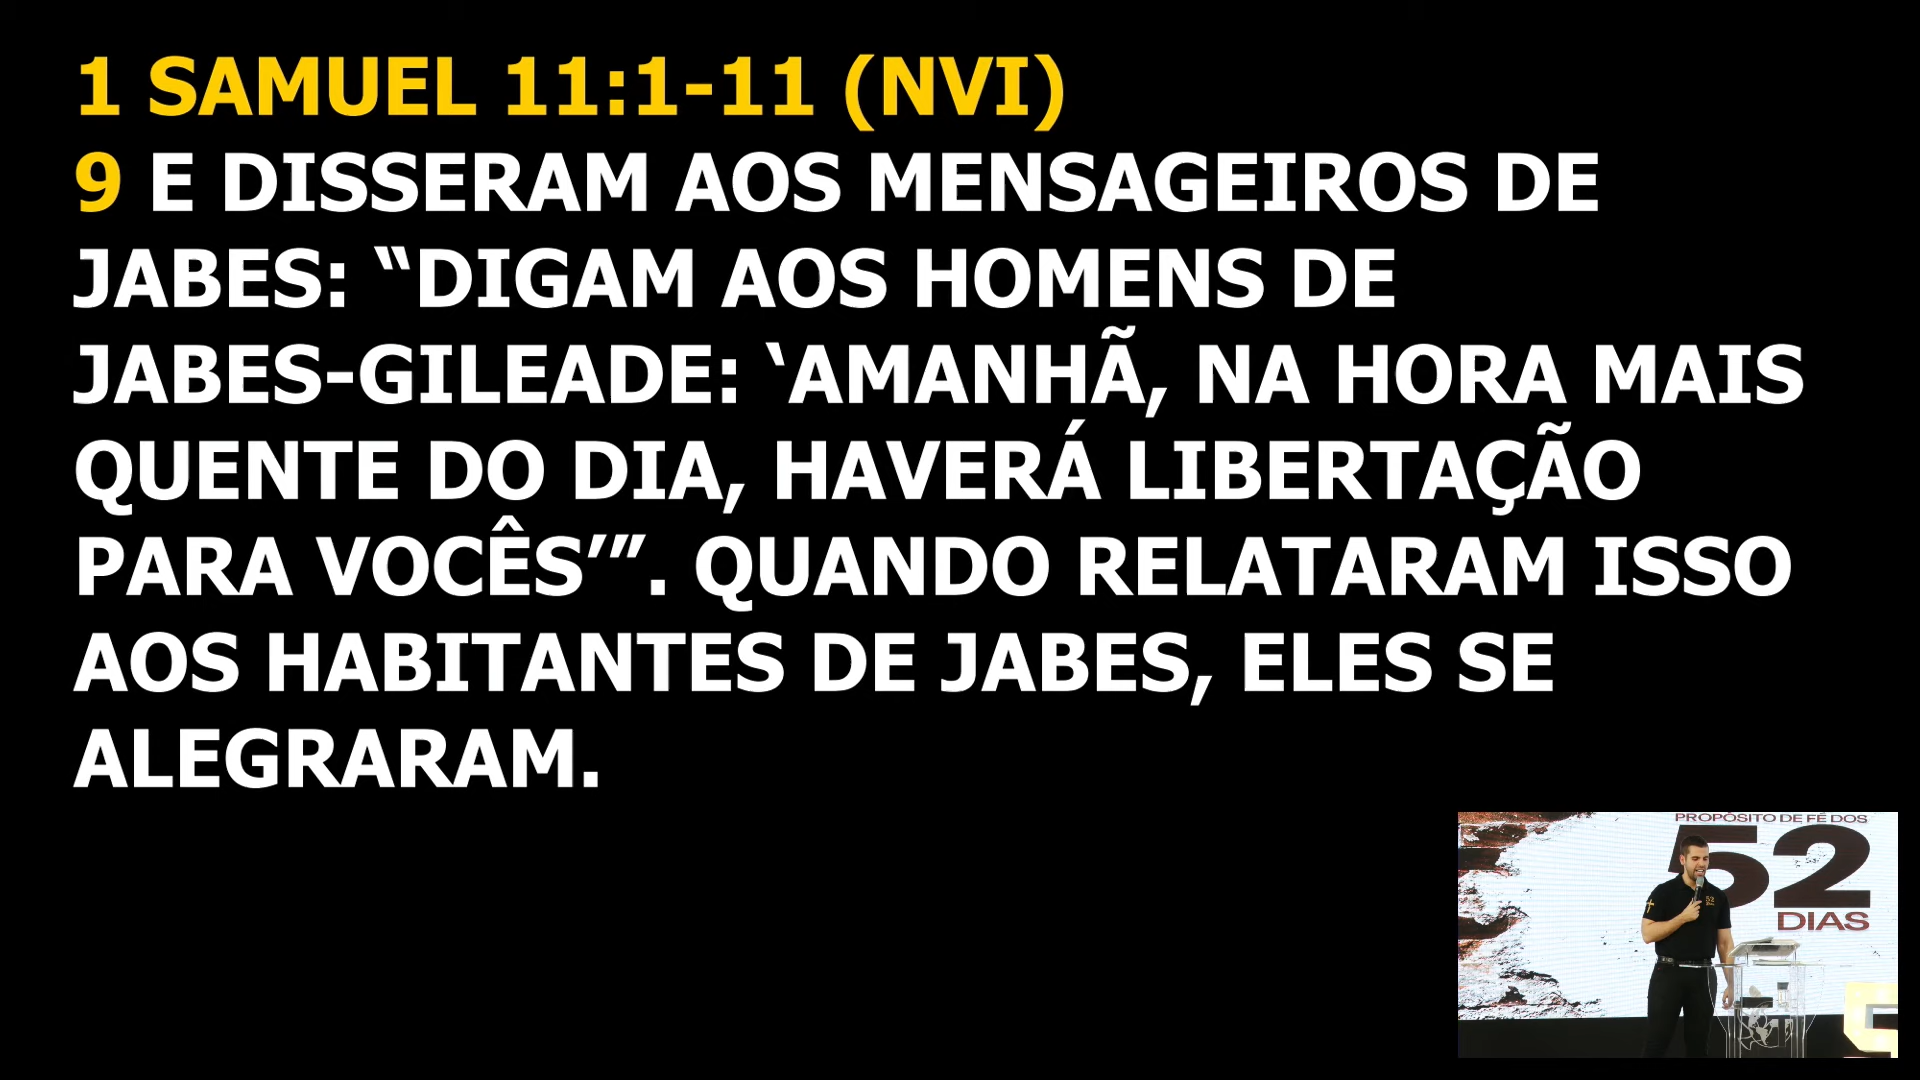 1 SAMUEL 11:1-11 (NVI)
9 E DISSERAM AOS MENSAGEIROS DE
JABES: “DIGAM AOS HOMENS DE
JABES-GILEADE: ‘AMANHÃ, NA HORA MAIS
QUENTE DO DIA, HAVERÁ LIBERTAÇÃO
PARA VOCÊS’”. QUANDO RELATARAM ISSO
AOS HABITANTES DE JABES, ELES SE
ALEGRARAM.
PROPÓSITO DE FÉ DOS
52
DIAS